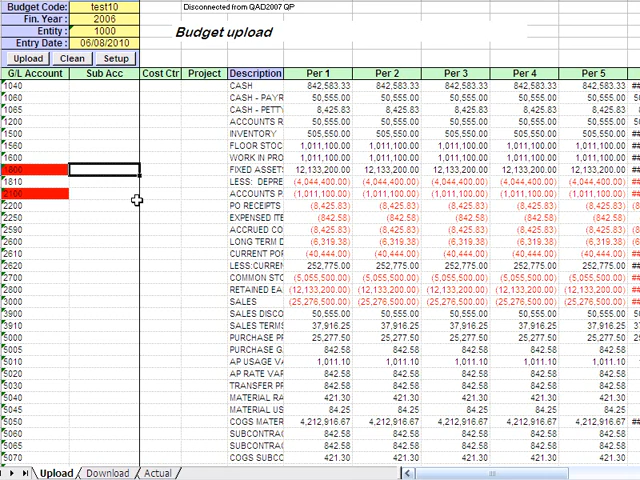 Budget Code: test10 Disconnected from QAD2007 QP
Fin. Year : 2006
Entity : 1000 Budget upload
Entry Date : 06/08/2010
Upload Clean Setup
G/L Account Sub Acc Cost Ctr Project Description Per 1 Per 2 Per 3 Per 4 Per 5
1040 CASH 842,583.33 842,583.33 842,583.33 842,583.33 842,583.33 ##
1060 CASH - PAYR 50,555.00 50,555.00 50,555.00 50,555.00 50,555.00 50
1065 CASH - PETT 8,425.83 8,425.83 8,425.83 8,425.83 8,425.83
1200 ACCOUNTS R 50,555.00 50,555.00 50,555.00 50,555.00 50,555.00
1500 INVENTORY 505,550.00 505,550.00 505,550.00 505,550.00 505,550.00
1560 FLOOR STOC 1,011,100.00 1,011,100.00 1,011,100.00 1,011,100.00 1,011,100.00
1600 WORK IN PRO 1,011,100.00 1,011,100.00 1,011,100.00 1,011,100.00 1,011,100.00
1800 FIXED ASSET 12,133,200.00 12,133,200.00 12,133,200.00 12,133,200.00 12,133,200.00
1810 LESS: DEPRE (4,044,400.00) (4,044,400.00) (4,044,400.00) (4,044,400.00) (4,044,400.00)
2100 ACCOUNTS P (1,011,100.00) (1,011,100.00) (1,011,100.00) (1,011,100.00) (1,011,100.00)
2200 PO RECEIPTS (8,425.83) (8,425.83) (8,425.83) (8,425.83) (8,425.83)
2250 EXPENSED ITE (842.58) (842.58) (842.58) (842.58) (842.58)
2590 ACCRUED CO (8,425.83) (8,425.83) (8,425.83) (8,425.83) (8,425.83)
2600 LONG TERM D (6,319.38) (6,319.38) (6,319.38) (6,319.38) (6,319.38)
2610 CURRENT POR (40,444.00) (40,444.00) (40,444.00) (40,444.00) (40,444.00)
2620 LESS:CURREN 252,775.00 252,775.00 252,775.00 252,775.00 252,775.00
2700 COMMON STO (5,055,500.00) (5,055,500.00) (5,055,500.00) (5,055,500.00) (5,055,500.00)
2800 RETAINED EA (12,133,200.00) (12,133,200.00) (12,133,200.00) (12,133,200.00) (12,133,200.00)
3000 SALES (25,276,500.00) (25,276,500.00) (25,276,500.00) (25,276,500.00) (25,276,500.00)
3900 SALES DISCO 50,555.00 50,555.00 50,555.00 50,555.00 50,555.00
3910 SALES TERMS 37,916.25 37,916.25 37,916.25 37,916.25 37,916.25
5000 PURCHASE P 25,277.50 25,277.50 25,277.50 25,277.50 25,277.50
5005 PURCHASE G 842.58 842.58 842.58 842.58 842.58
5010 AP USAGE VA 1,011.10 1,011.10 1,011.10 1,011.10 1,011.10
5020 AP RATE VAR 842.58 842.58 842.58 842.58 842.58
5030 TRANSFER PR 842.58 842.58 842.58 842.58 842.58
5040 MATERIAL RA 421.30 421.30 421.30 421.30 421.30
5045 MATERIAL US 84.25 84.25 84.25 84.25 84.25
5050 COGS MATER 4,212,916.67 4,212,916.67 4,212,916.67 4,212,916.67 4,212,916.67 ##
5060 SUBCONTRAC 842.58 842.58 842.58 842.58 842.58
5065 SUBCONTRAC 842.58 842.58 842.58 842.58 842.58
5070 COGS SUBCO 421.30 421.30 421.30 421.30 421.30
Upload Download Actual